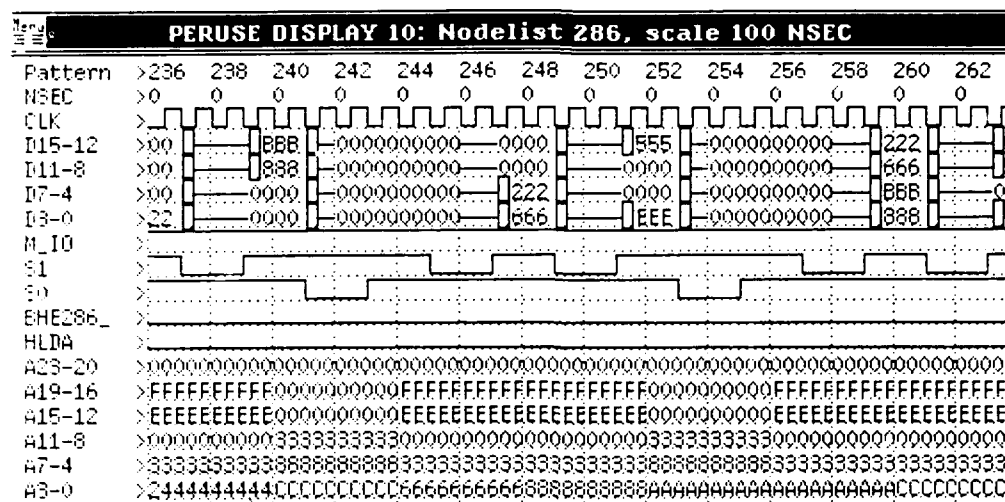 Menu
PERUSE DISPLAY 10: Nodelist 286, scale 100 NSEC
Pattern >236 238 240 242 244 246 248 250 252 254 256 258 260 262
NSEC >0 0 0 0 0 0 0 0 0 0 0 0 0 0
CLK >
D15-12 >00 BBB 0000000000 0000 555 0000000000 222
D11-8 >00 888 0000000000 0000 0000 0000000000 666
D7-4 >00 0000 0000000000 222 0000 0000000000 BBB 0
D3-0 >22 0000 0000000000 666 EEE 0000000000 888
M_IO >
S1 >
S0 >
BHE286_ >
HLDA >
A23-20
A19-16
A15-12
A11-8
A7-4
A3-0